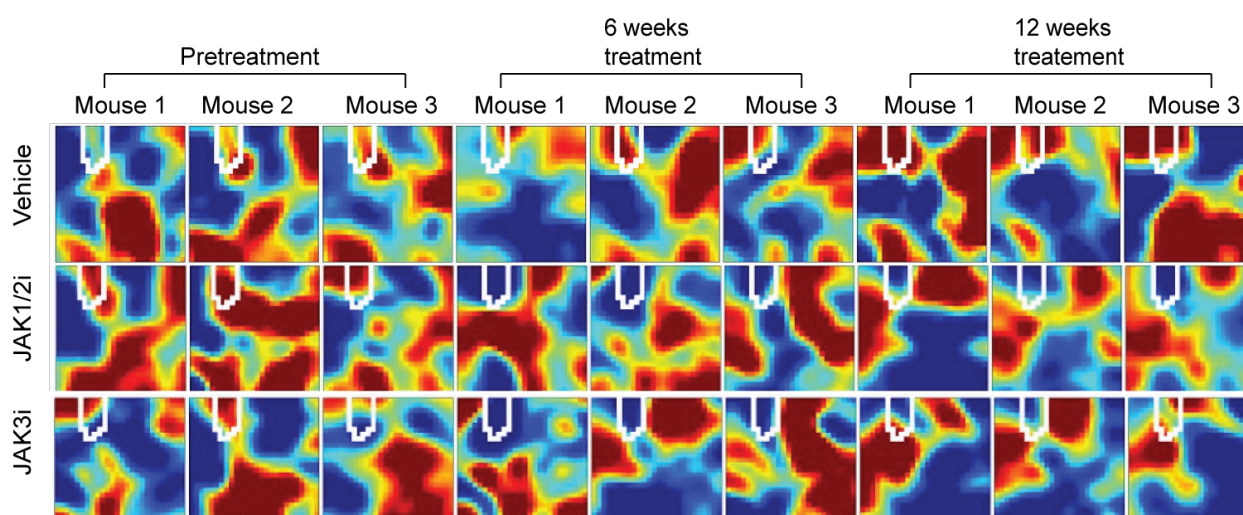 6 weeks
treatment
12 weeks
treatement
Pretreatment
Mouse 1 Mouse 2 Mouse 3 Mouse 1 Mouse 2 Mouse 3 Mouse 1 Mouse 2 Mouse 3
Vehicle
JAK1/2i
JAK3i